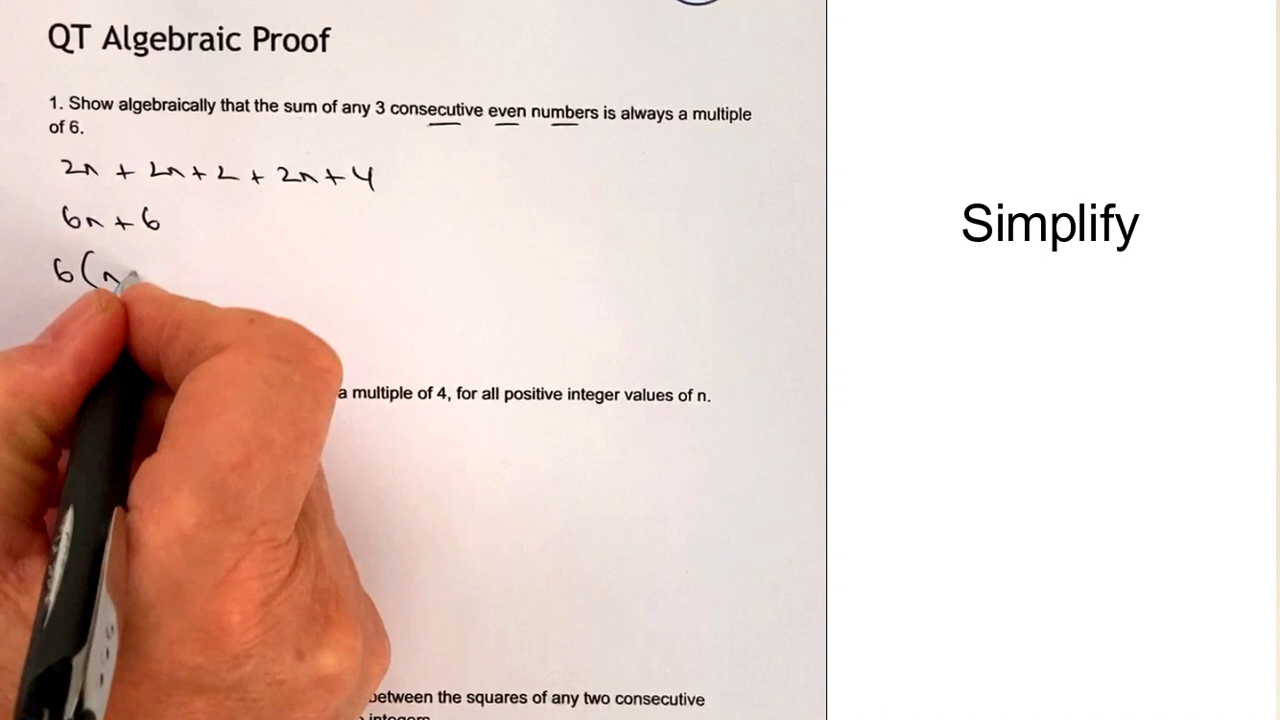 QT Algebraic Proof
1. Show algebraically that the sum of any 3 consecutive even numbers is always a multiple
of 6.
2n + 2n + 2 + 2n + 4
6n + 6
6(n
Simplify
a multiple of 4, for all positive integer values of n.
between the squares of any two consecutive
integers